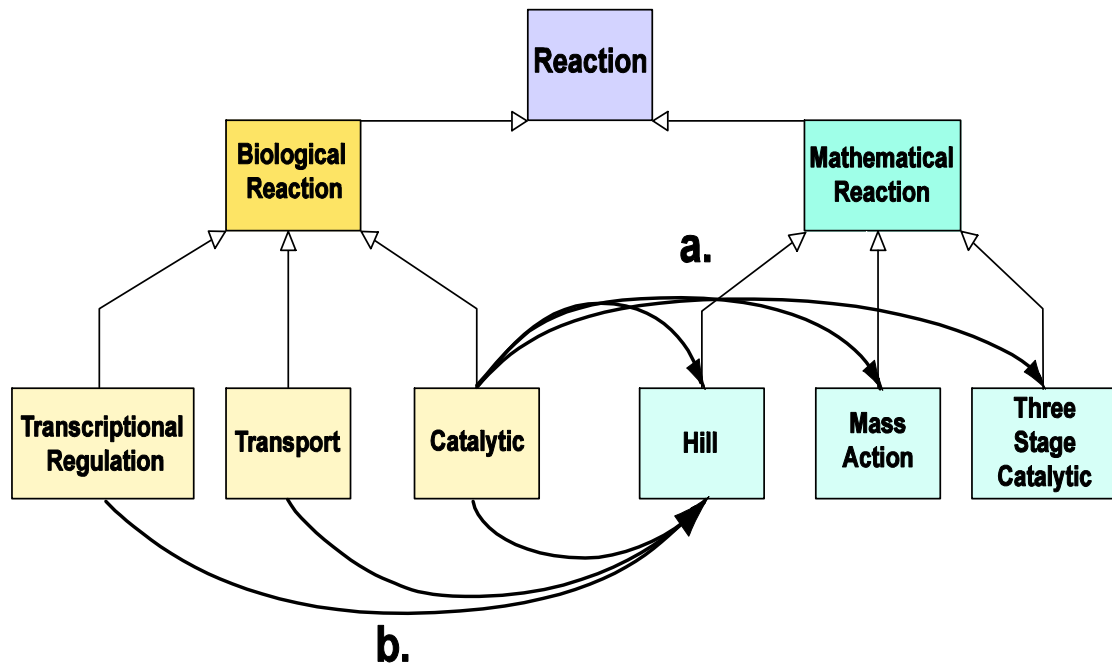 Reaction
Biological
Reaction
Mathematical
Reaction
a.
Transcriptional
Regulation
Transport
Catalytic
Hill
Mass
Action
Three
Stage
Catalytic
b.